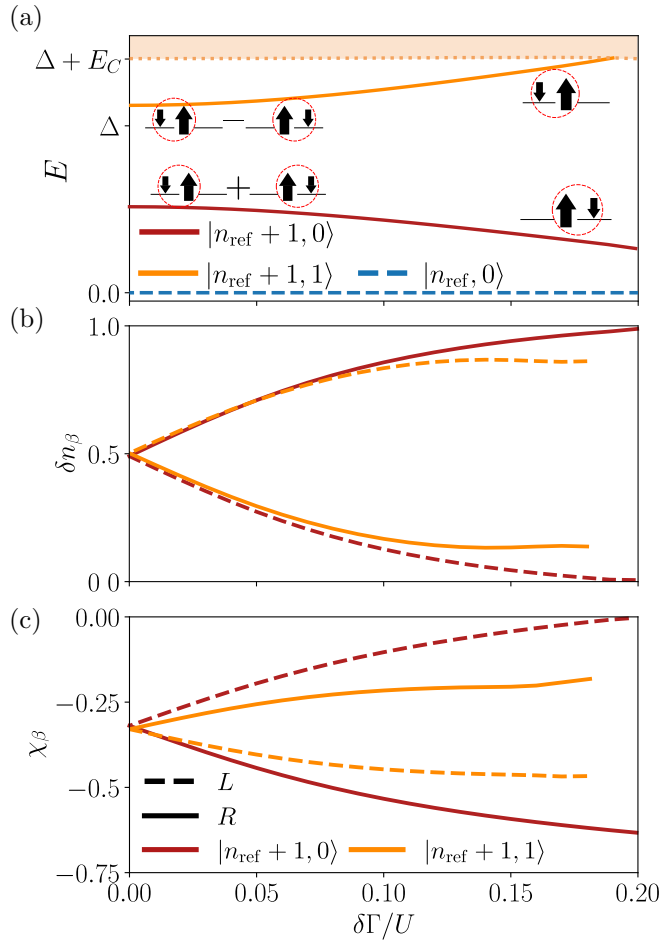 (a)
Δ + E_C
Δ
E
0.0
− 
+
|n_ref + 1, 0⟩
|n_ref + 1, 1⟩ |n_ref, 0⟩
(b)
1.0
0.5
0 0
δn_β
(c)
0.00
−0.25
−0.5
−0.75
χ_β
L
R
|n_ref + 1, 0⟩ |n_ref + 1, 1⟩
0.00 0.05 0.10 0.15 0.20
δΓ/U